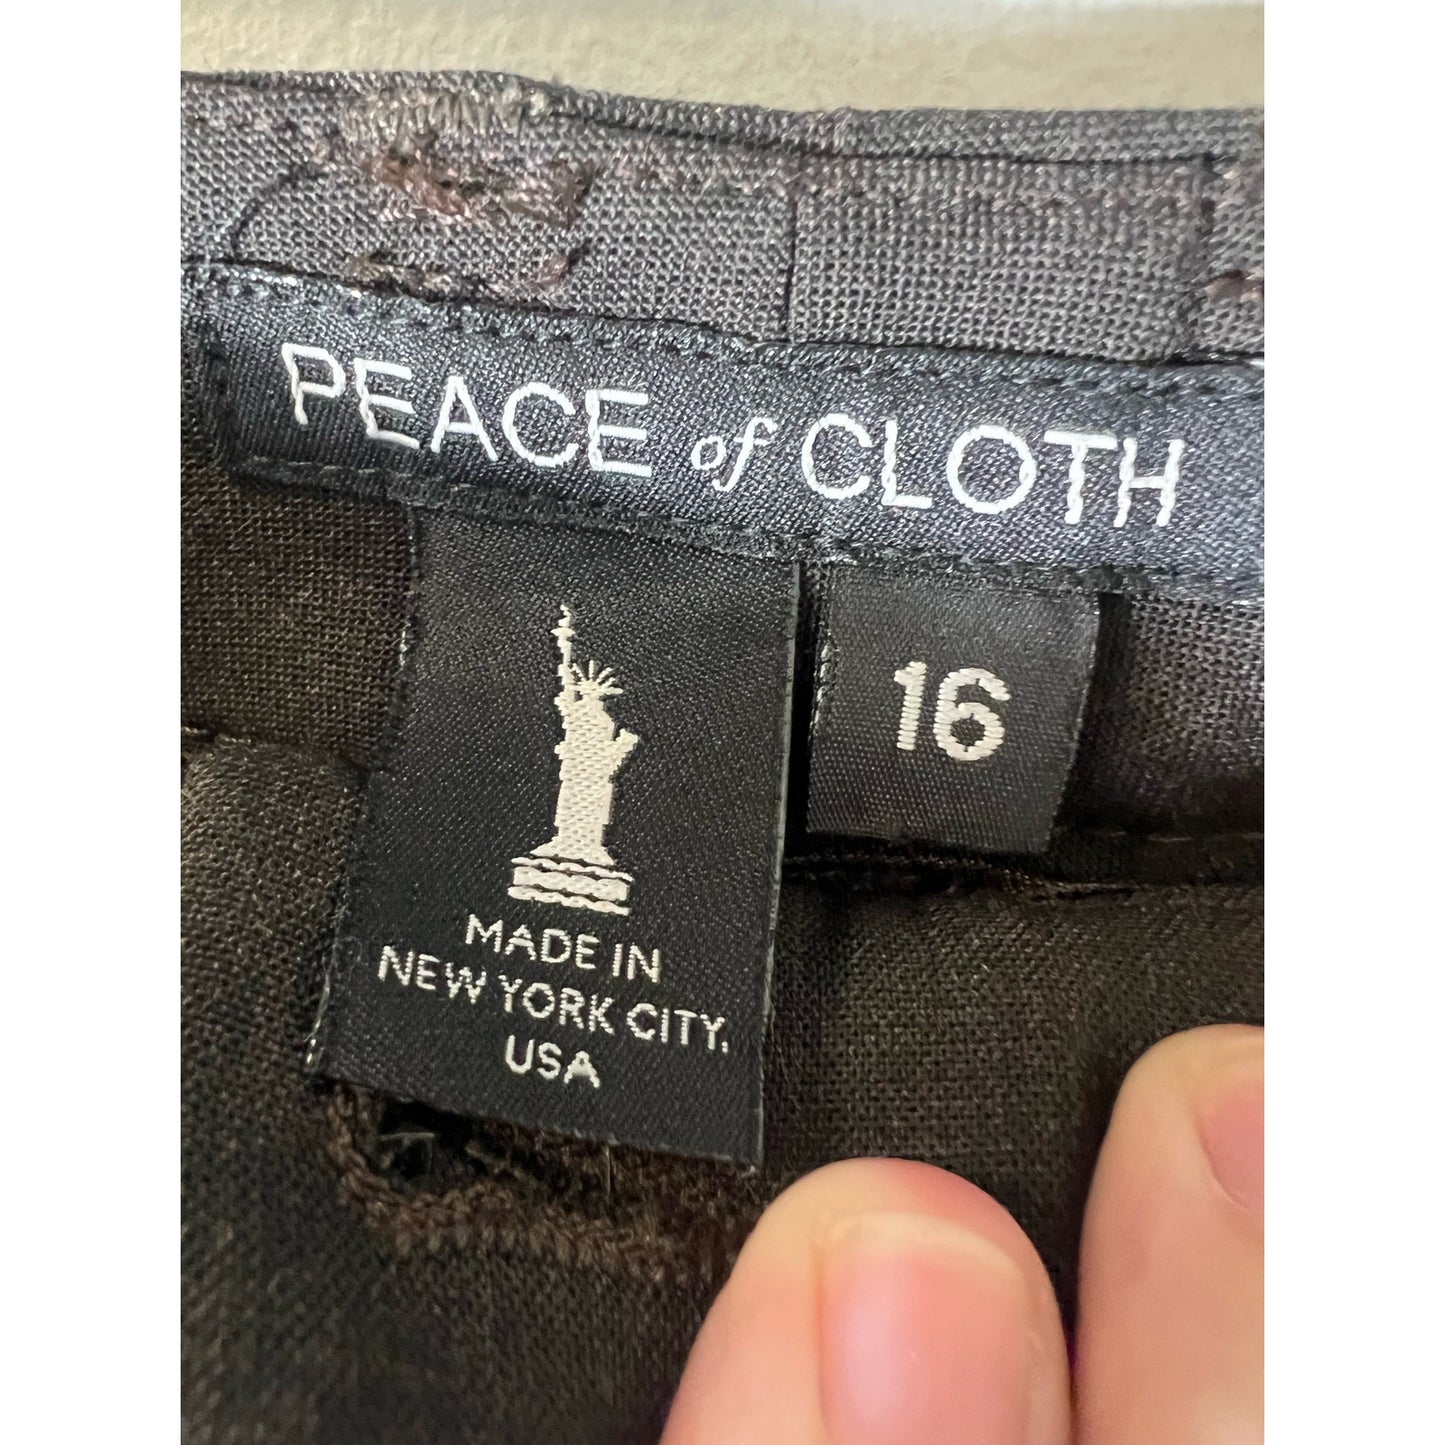 PEACE of CLOTH
16
MADE IN
NEW YORK CITY,
USA